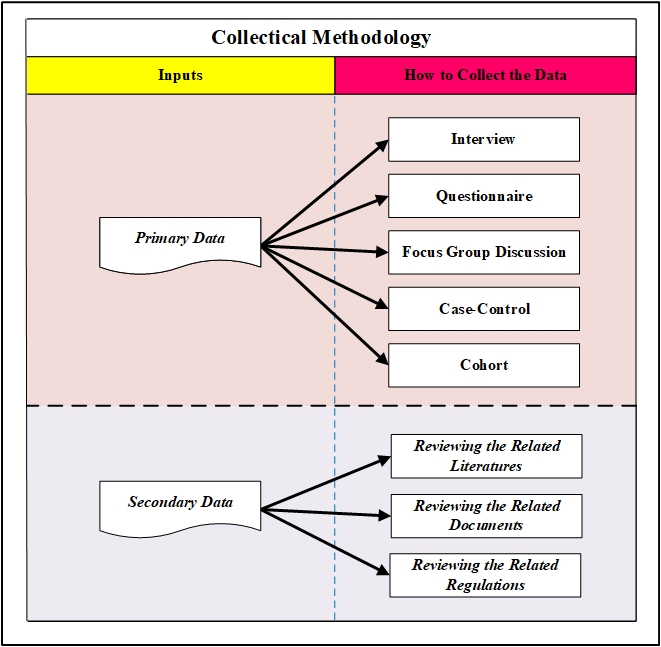 Collectical Methodology
Inputs
How to Collect the Data
Interview
Questionnaire
Primary Data
Focus Group Discussion
Case-Control
Cohort
Reviewing the Related
Literatures
Secondary Data
Reviewing the Related
Documents
Reviewing the Related
Regulations